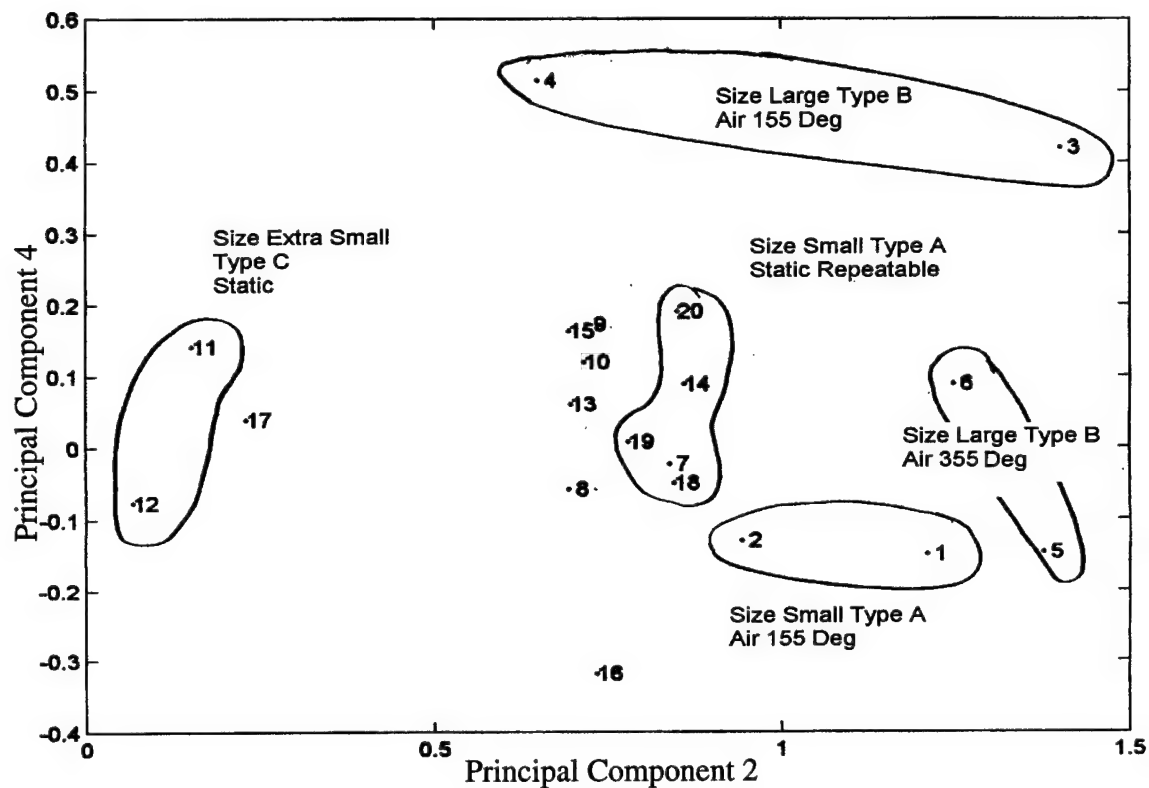 0.6
0.5
0.4
0.3
0.2
0.1
0
-0.1
-0.2
-0.3
-0.4
Principal Component 4
4
Size Large Type B
Air 155 Deg
3
Size Extra Small
Type C
Static
Size Small Type A
Static Repeatable
20
15
9
11
10
14
6
13
17
19
Size Large Type B
Air 355 Deg
7
18
8
12
2
1
5
Size Small Type A
Air 155 Deg
16
0
0.5
1
1.5
Principal Component 2